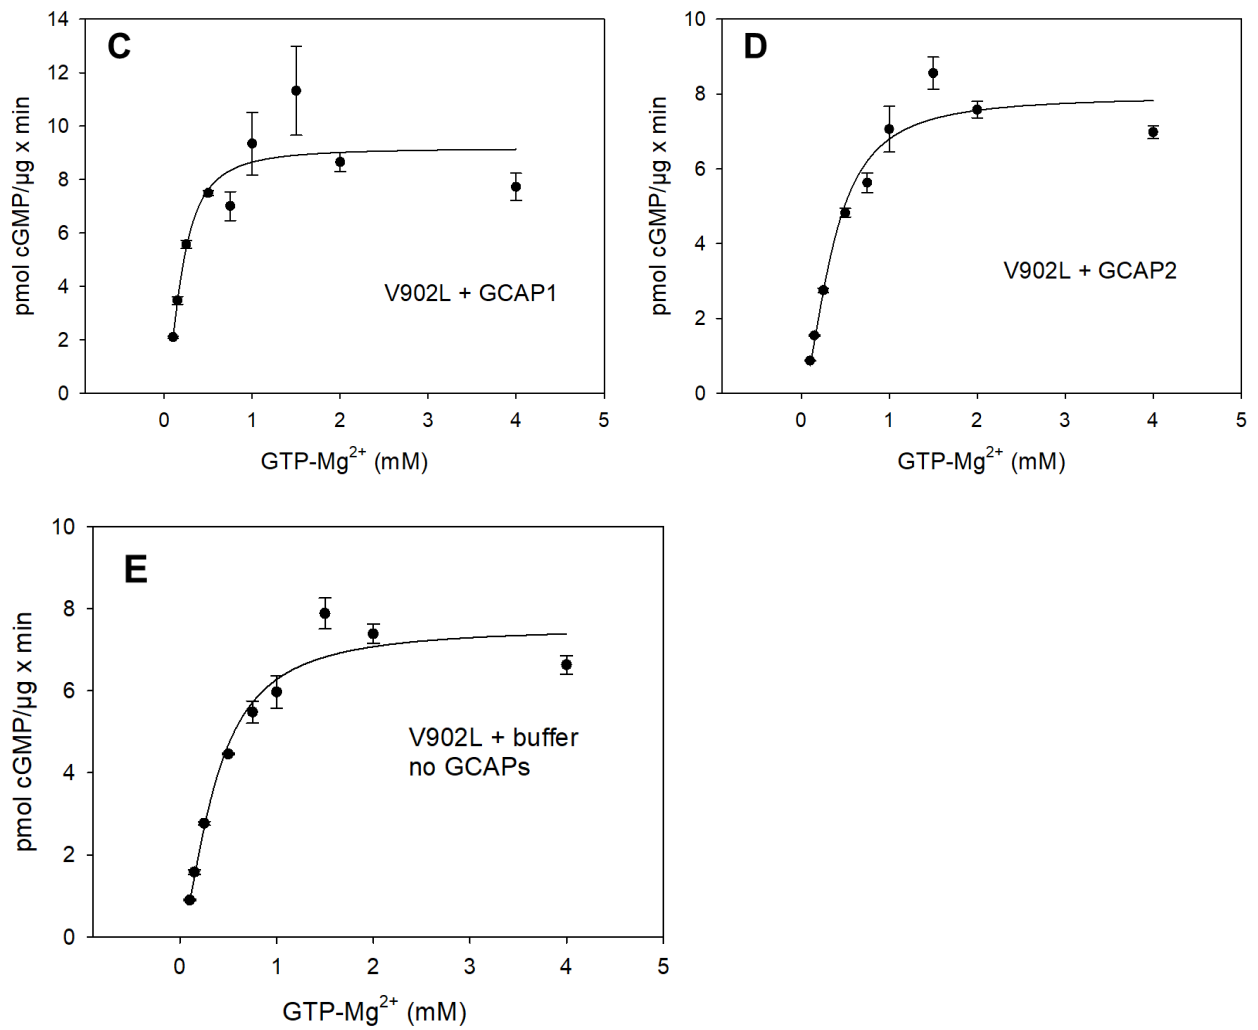 C
14
12
10
8
6
4
2
0
pmol cGMP/µg x min
V902L + GCAP1
0 1 2 3 4 5
GTP-Mg²⁺ (mM)
D
10
8
6
4
2
0
pmol cGMP/µg x min
V902L + GCAP2
0 1 2 3 4 5
GTP-Mg²⁺ (mM)
E
10
8
6
4
2
0
pmol cGMP/µg x min
V902L + buffer
no GCAPs
0 1 2 3 4 5
GTP-Mg²⁺ (mM)